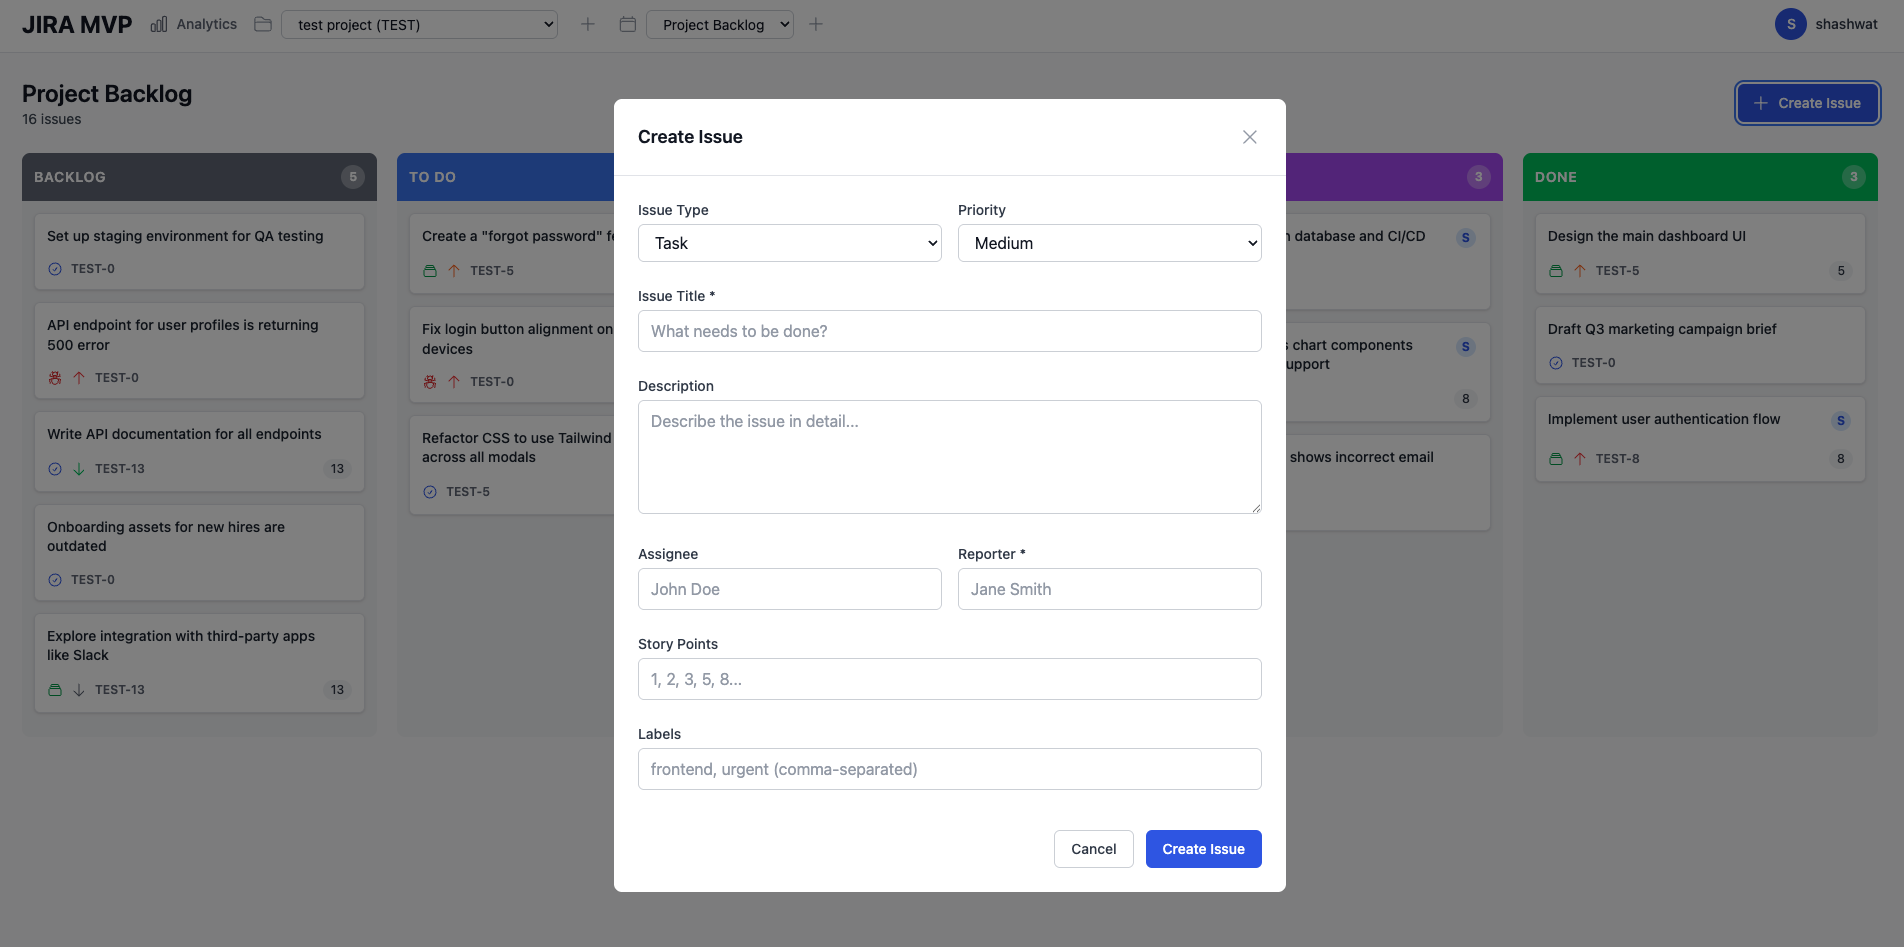 JIRA MVP
Analytics
test project (TEST)
Project Backlog
S
shashwat
Project Backlog
16 issues
Create Issue
BACKLOG
5
Set up staging environment for QA testing
TEST-0
API endpoint for user profiles is returning
500 error
TEST-0
Write API documentation for all endpoints
TEST-13
13
Onboarding assets for new hires are
outdated
TEST-0
Explore integration with third-party apps
like Slack
TEST-13
13
TO DO
Create a "forgot password"
TEST-5
Fix login button alignment on
devices
TEST-0
Refactor CSS to use Tailwind
across all modals
TEST-5
Create Issue
Issue Type
Priority
Task
Medium
Issue Title *
What needs to be done?
Description
Describe the issue in detail...
Assignee
Reporter *
John Doe
Jane Smith
Story Points
1, 2, 3, 5, 8...
Labels
frontend, urgent (comma-separated)
Cancel
Create Issue
3
database and CI/CD
S
chart components
S
8
shows incorrect email
DONE
3
Design the main dashboard UI
TEST-5
5
Draft Q3 marketing campaign brief
TEST-0
Implement user authentication flow
S
TEST-8
8